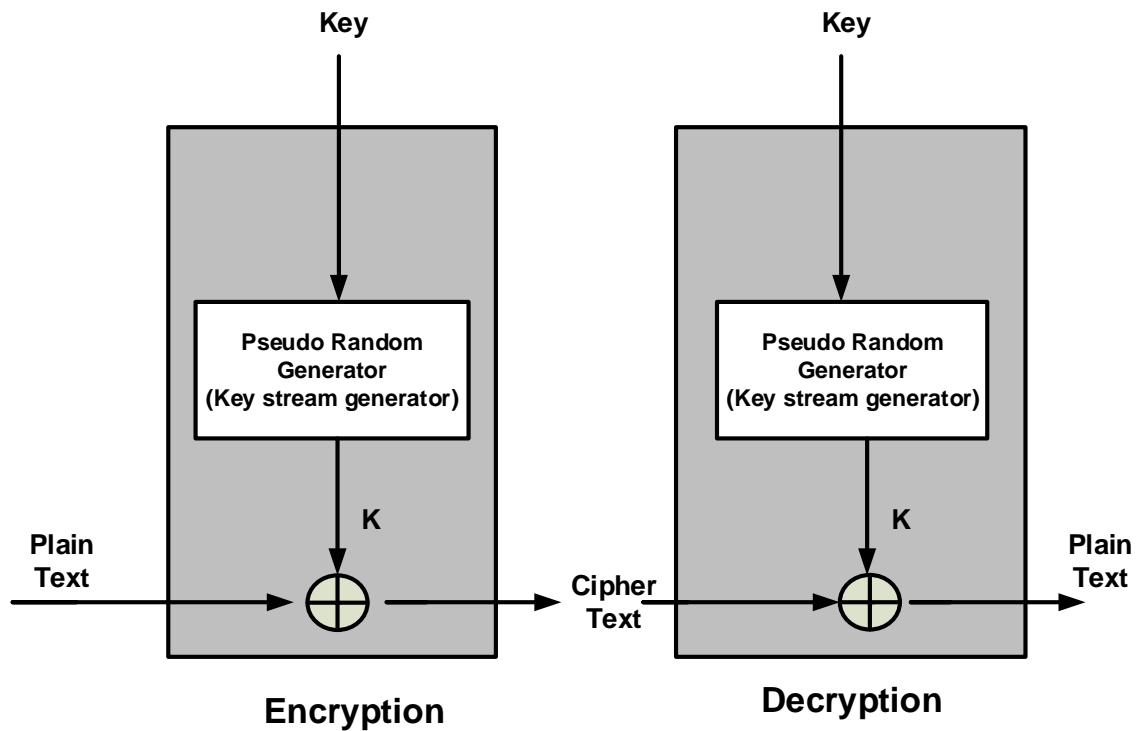 Key
Key
Pseudo Random
Generator
(Key stream generator)
Pseudo Random
Generator
(Key stream generator)
K
K
Plain
Text
Cipher
Text
Plain
Text
Encryption
Decryption